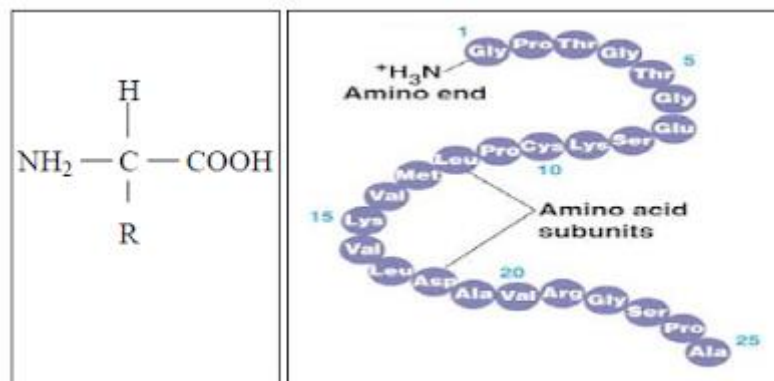 H
NH₂ — C — COOH
R
1
Gly Pro Thr Gly Thr Gly Glu Ser Lys Cys Pro Leu Met Val Lys Val Leu Asp Ala Val Arg Gly Ser Pro Ala
5
⁺H₃N
Amino end
10
15
Amino acid
subunits
20
25